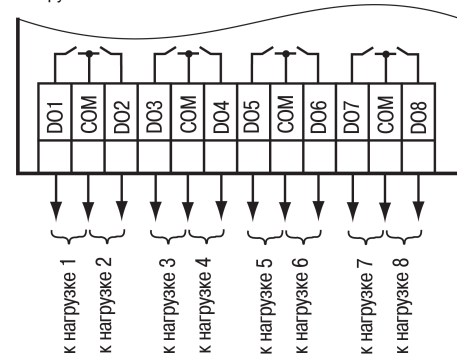 DO1
COM
DO2
DO3
COM
DO4
DO5
COM
DO6
DO7
COM
DO8
к нагрузке 1
к нагрузке 2
к нагрузке 3
к нагрузке 4
к нагрузке 5
к нагрузке 6
к нагрузке 7
к нагрузке 8